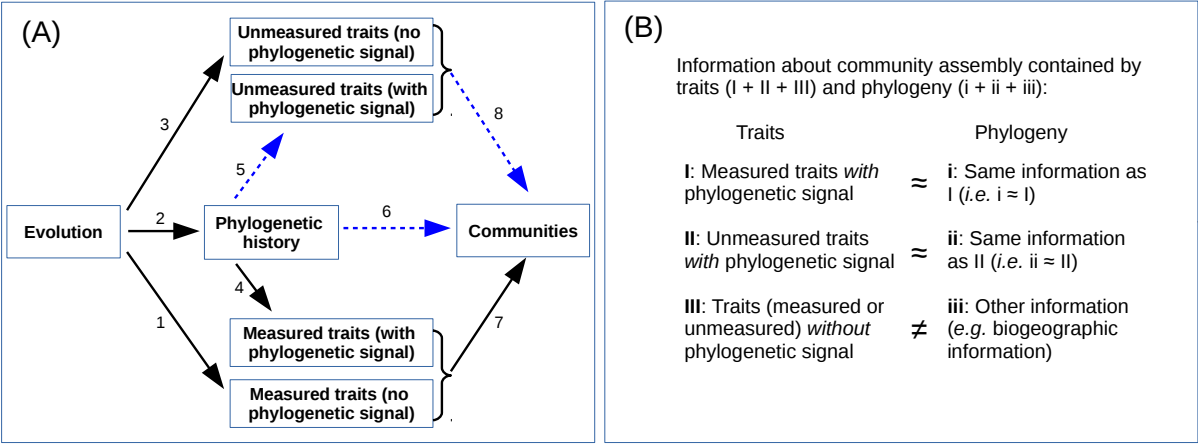 (A)
Unmeasured traits (no
phylogenetic signal)
Unmeasured traits (with
phylogenetic signal)
3
8
5
2
6
Evolution
Phylogenetic
history
Communities
4
1
7
Measured traits (with
phylogenetic signal)
Measured traits (no
phylogenetic signal)
(B)
Information about community assembly contained by
traits (I + II + III) and phylogeny (i + ii + iii):
Traits Phylogeny
I: Measured traits with
phylogenetic signal
≈
i: Same information as
I (i.e. i ≈ I)
II: Unmeasured traits
with phylogenetic signal
≈
ii: Same information
as II (i.e. ii ≈ II)
III: Traits (measured or
unmeasured) without
phylogenetic signal
≠
iii: Other information
(e.g. biogeographic
information)